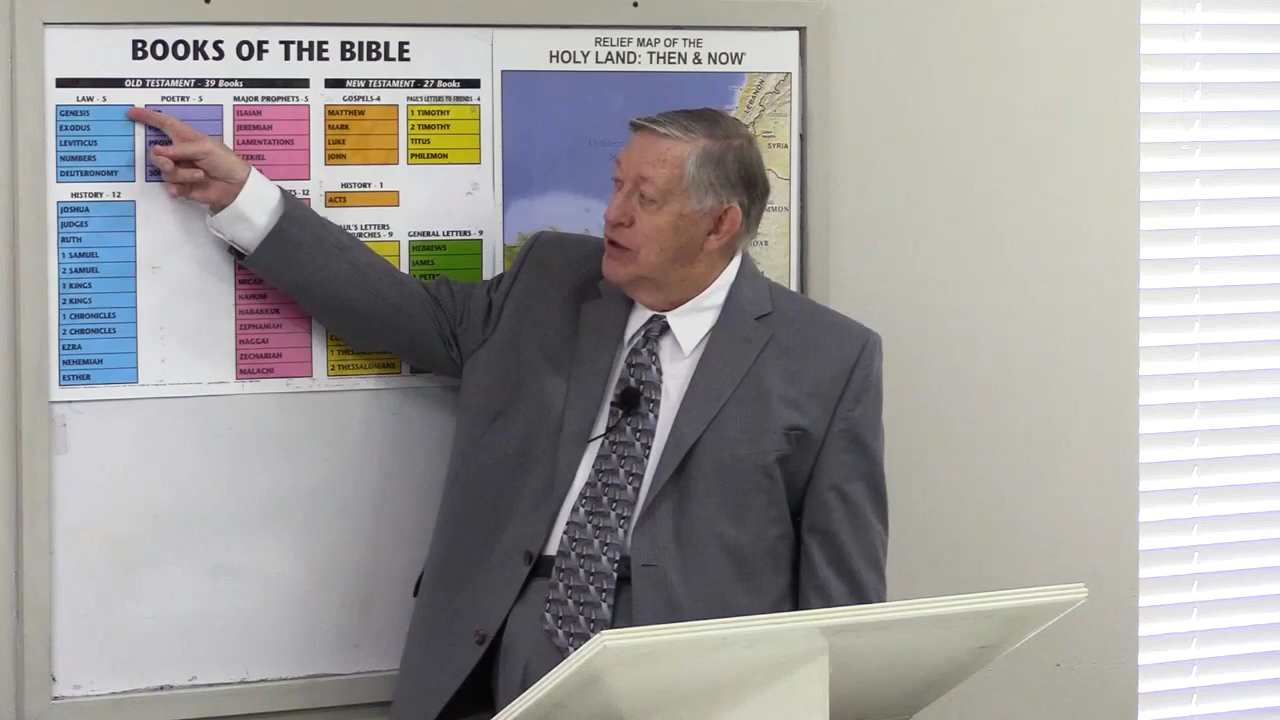 BOOKS OF THE BIBLE
OLD TESTAMENT - 39 Books
LAW - 5
GENESIS
EXODUS
LEVITICUS
NUMBERS
DEUTERONOMY
HISTORY - 12
JOSHUA
JUDGES
RUTH
1 SAMUEL
2 SAMUEL
1 KINGS
2 KINGS
1 CHRONICLES
2 CHRONICLES
EZRA
NEHEMIAH
ESTHER
POETRY - 5
MAJOR PROPHETS - 5
ISAIAH
JEREMIAH
LAMENTATIONS
MICAH
NAHUM
HABAKKUK
ZEPHANIAH
HAGGAI
ZECHARIAH
MALACHI
NEW TESTAMENT - 27 Books
GOSPELS-4
MATTHEW
MARK
LUKE
JOHN
HISTORY - 1
ACTS
2 THESSALONIANS
PAUL'S LETTERS TO FRIENDS - 4
1 TIMOTHY
2 TIMOTHY
TITUS
PHILEMON
GENERAL LETTERS - 9
HEBREWS
JAMES
RELIEF MAP OF THE
HOLY LAND: THEN & NOW
LEBANON
SYRIA